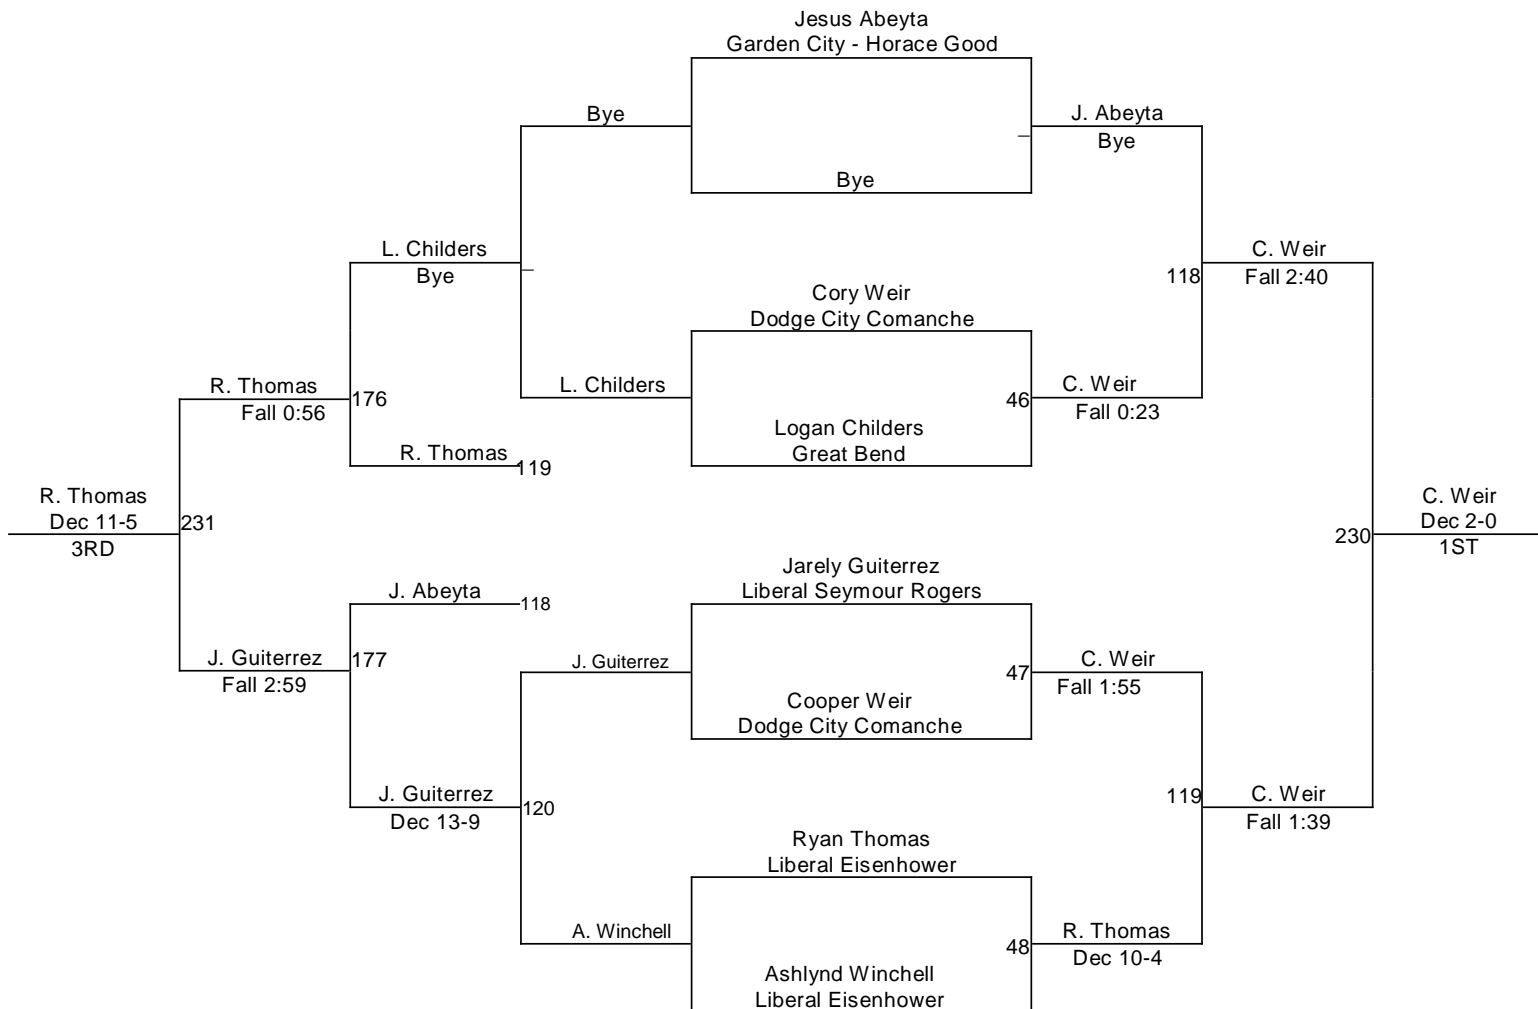 Jesus Abeyta
Garden City - Horace Good
Bye
J. Abeyta
Bye
Bye
L. Childers
Bye
C. Weir
Fall 2:40
118
Cory Weir
Dodge City Comanche
R. Thomas
Fall 0:56
176
L. Childers
46
C. Weir
Fall 0:23
Logan Childers
Great Bend
R. Thomas
119
R. Thomas
Dec 11-5
3RD
231
C. Weir
Dec 2-0
1ST
230
Jarely Guiterrez
Liberal Seymour Rogers
J. Abeyta
118
J. Guiterrez
Fall 2:59
177
J. Guiterrez
47
C. Weir
Fall 1:55
Cooper Weir
Dodge City Comanche
J. Guiterrez
Dec 13-9
120
119
C. Weir
Fall 1:39
Ryan Thomas
Liberal Eisenhower
A. Winchell
48
R. Thomas
Dec 10-4
Ashlynd Winchell
Liberal Eisenhower